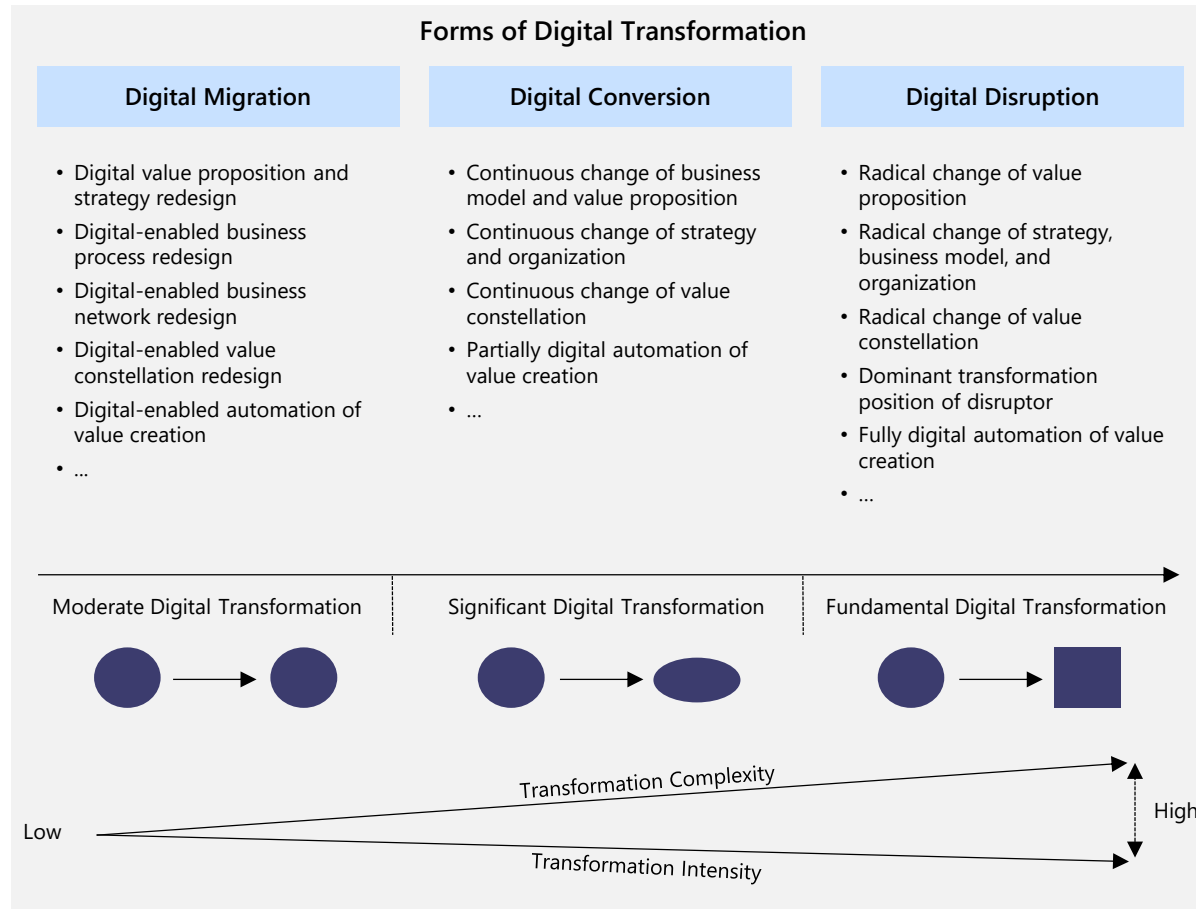 Forms of Digital Transformation
Digital Migration
• Digital value proposition and
strategy redesign
• Digital-enabled business
process redesign
• Digital-enabled business
network redesign
• Digital-enabled value
constellation redesign
• Digital-enabled automation of
value creation
• ...
Digital Conversion
• Continuous change of business
model and value proposition
• Continuous change of strategy
and organization
• Continuous change of value
constellation
• Partially digital automation of
value creation
• ...
Digital Disruption
• Radical change of value
proposition
• Radical change of strategy,
business model, and
organization
• Radical change of value
constellation
• Dominant transformation
position of disruptor
• Fully digital automation of value
creation
• ...
Moderate Digital Transformation
Significant Digital Transformation
Fundamental Digital Transformation
Transformation Complexity
Low
High
Transformation Intensity